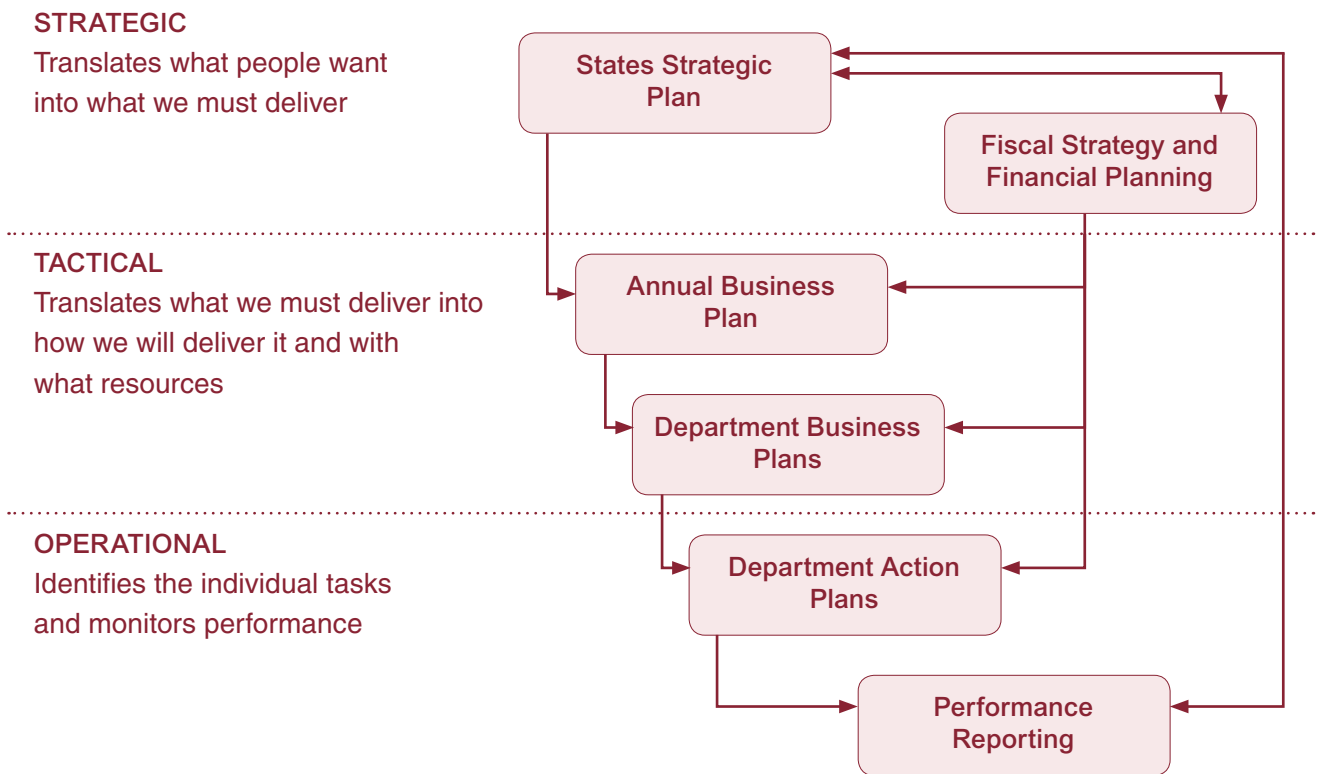 STRATEGIC
Translates what people want
into what we must deliver
States Strategic
Plan
Fiscal Strategy and
Financial Planning
TACTICAL
Translates what we must deliver into
how we will deliver it and with
what resources
Annual Business
Plan
Department Business
Plans
OPERATIONAL
Identifies the individual tasks
and monitors performance
Department Action
Plans
Performance
Reporting